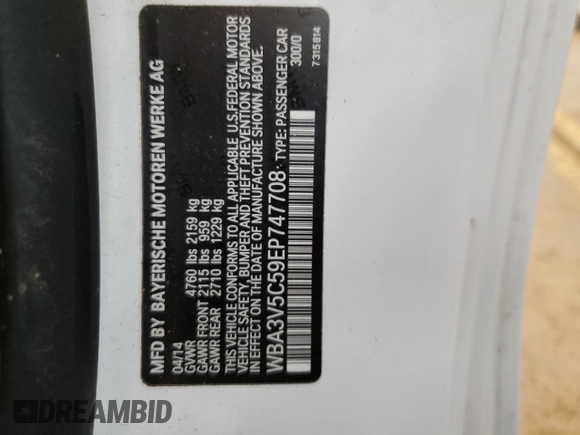 MFD BY BAYERISCHE MOTOREN WERKE AG
04/14
GVWR 4760 lbs 2159 kg
GAWR FRONT 2115 lbs 959 kg
GAWR REAR 2710 lbs 1229 kg
THIS VEHICLE CONFORMS TO ALL APPLICABLE U.S.FEDERAL MOTOR
VEHICLE SAFETY, BUMPER AND THEFT PREVENTION STANDARDS
IN EFFECT ON THE DATE OF MANUFACTURE SHOWN ABOVE.
WBA3V5C59EP747708 TYPE: PASSENGER CAR
300/0
7315814
DREAMBID